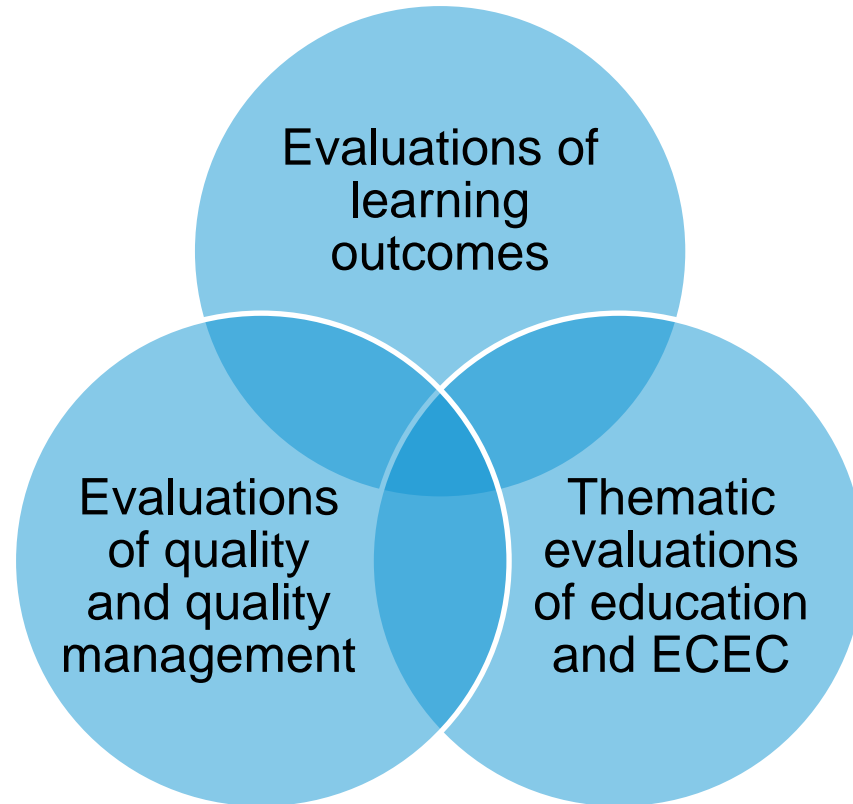 Evaluations of
learning
outcomes
Evaluations
of quality
and quality
management
Thematic
evaluations
of education
and ECEC